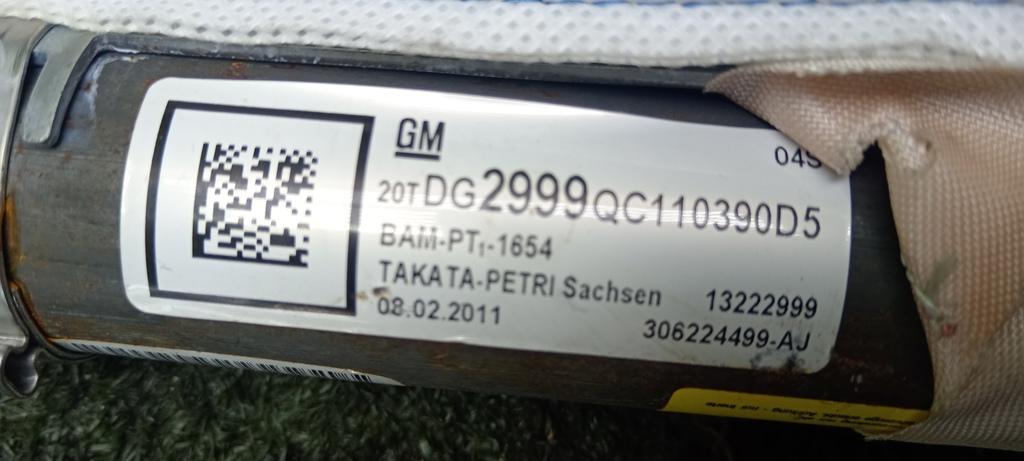 GM
04S
20TDG2999QC110390D5
BAM-PT1-1654
TAKATA-PETRI Sachsen 13222999
08.02.2011 306224499-AJ